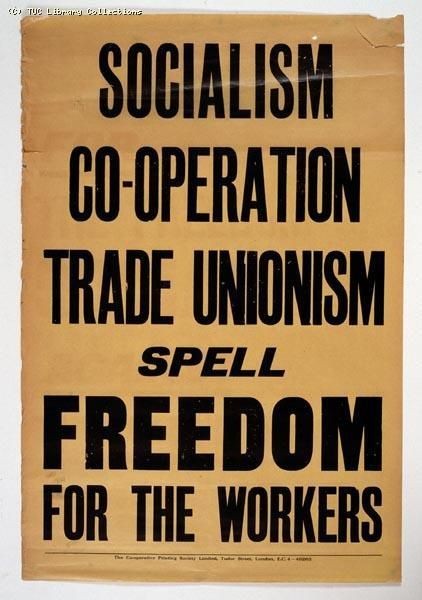 (C) TUC Library Collections
SOCIALISM
CO-OPERATION
TRADE UNIONISM
SPELL
FREEDOM
FOR THE WORKERS
The Co-operative Printing Society Limited, Tudor Street, London, E.C.4